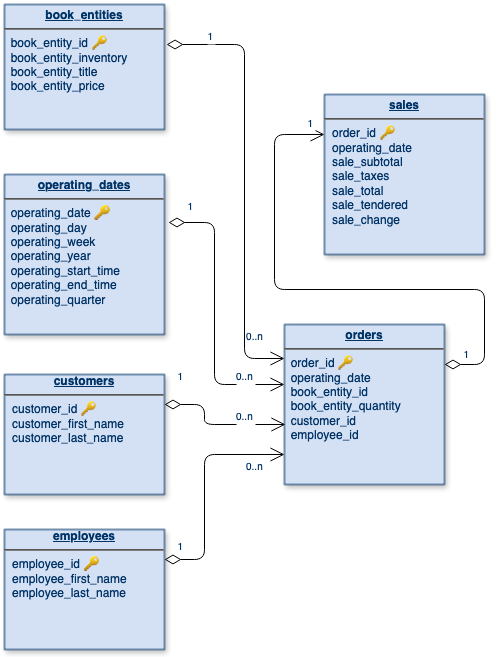 book_entities
book_entity_id
book_entity_inventory
book_entity_title
book_entity_price
1
operating_dates
operating_date
operating_day
operating_week
operating_year
operating_start_time
operating_end_time
operating_quarter
1
customers
customer_id
customer_first_name
customer_last_name
1
employees
employee_id
employee_first_name
employee_last_name
1
sales
order_id
operating_date
sale_subtotal
sale_taxes
sale_total
sale_tendered
sale_change
1
orders
order_id
operating_date
book_entity_id
book_entity_quantity
customer_id
employee_id
0..n
0..n
0..n
0..n
1